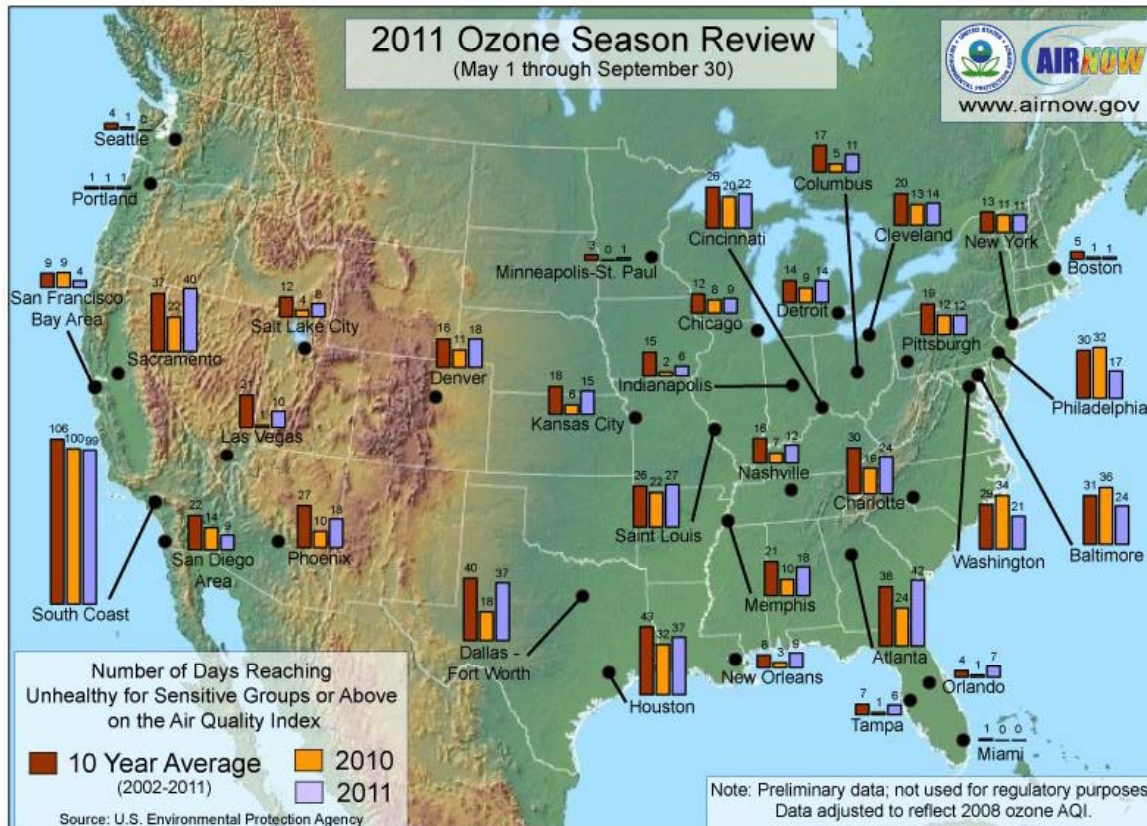 2011 Ozone Season Review
(May 1 through September 30)
UNITED STATES
AIRNOW
www.airnow.gov
4 1 0
Seattle
1 1 1
Portland
9 9 4
San Francisco
Bay Area
37 22 40
Sacramento
12 4 8
Salt Lake City
18 11 18
Denver
21 1 10
Las Vegas
106 100 99
South Coast
22 14 9
San Diego
Area
27 10 18
Phoenix
3 0 1
Minneapolis-St. Paul
26 20 22
Cincinnati
17 5 11
Columbus
20 13 14
Cleveland
13 11 11
New York
5 1 1
Boston
12 8 9
Chicago
14 9 14
Detroit
19 12 12
Pittsburgh
30 32 17
Philadelphia
15 2 6
Indianapolis
18 6 15
Kansas City
18 7 12
Nashville
30 24
Charlotte
26 22 27
Saint Louis
34 21
Washington
31 36 24
Baltimore
21 10 18
Memphis
40 18 37
Dallas -
Fort Worth
43 32 37
Houston
38 24 42
Atlanta
3 9
New Orleans
4 1 7
Orlando
7 1 6
Tampa
1 0 0
Miami
Number of Days Reaching
Unhealthy for Sensitive Groups or Above
on the Air Quality Index
10 Year Average
(2002-2011)
2010
2011
Source: U.S. Environmental Protection Agency
Note: Preliminary data; not used for regulatory purposes.
Data adjusted to reflect 2008 ozone AQI.